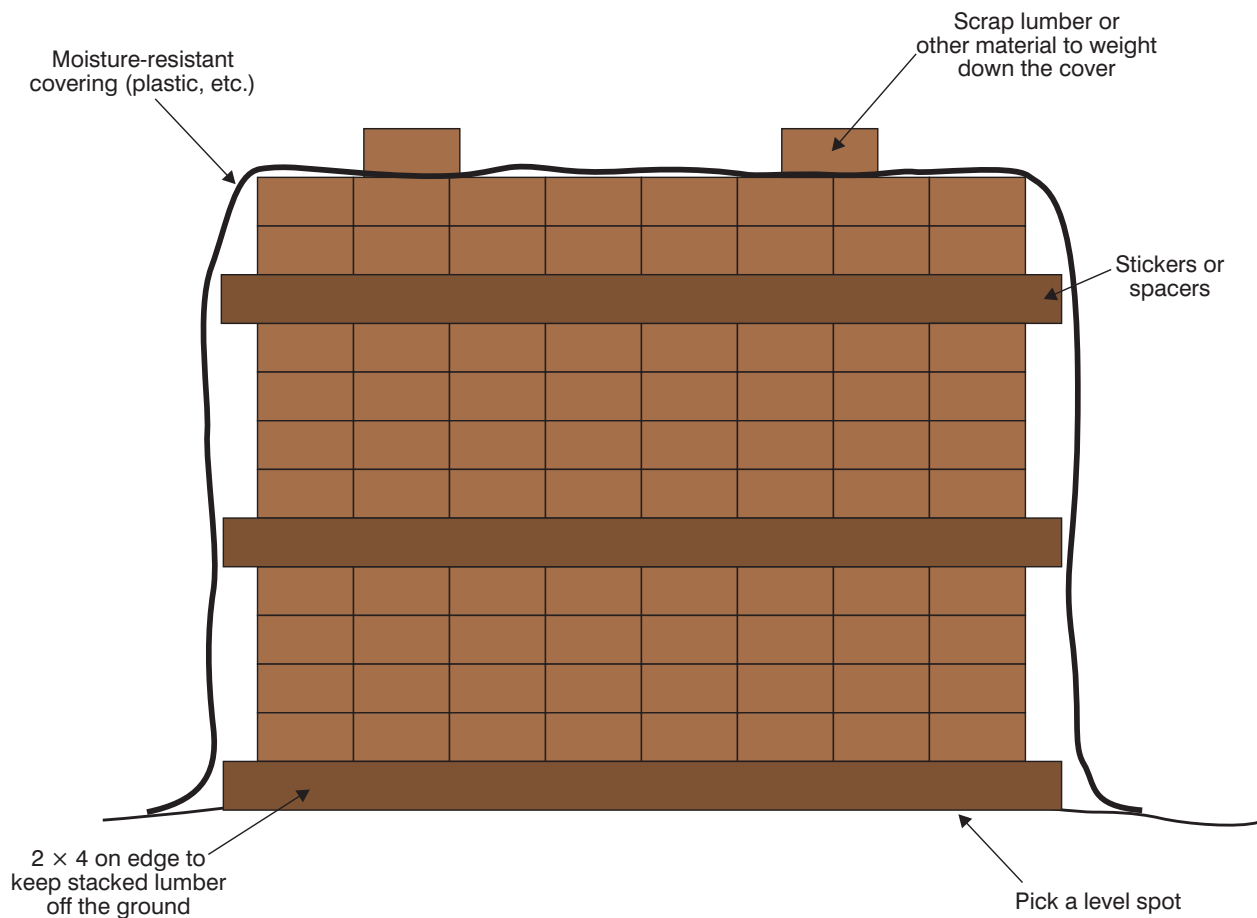 Scrap lumber or
other material to weight
down the cover
Moisture-resistant
covering (plastic, etc.)
Stickers or
spacers
2 × 4 on edge to
keep stacked lumber
off the ground
Pick a level spot